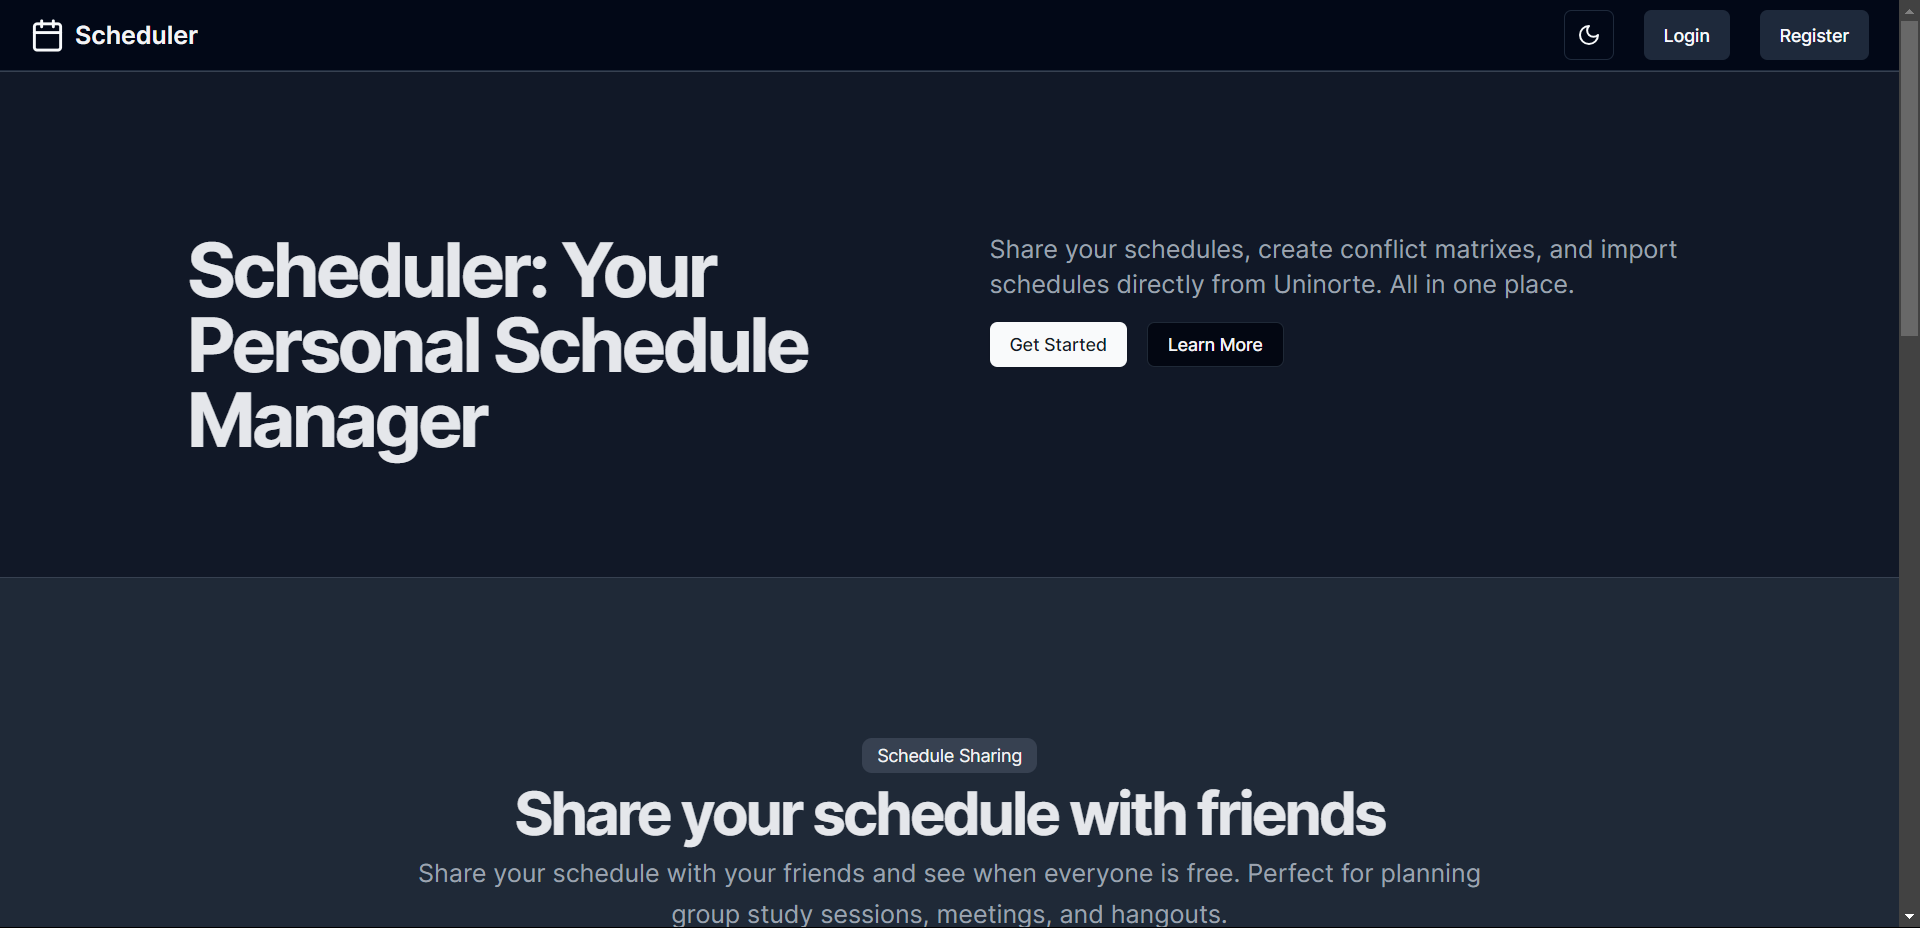 Scheduler
Login
Register
Scheduler: Your
Personal Schedule
Manager
Share your schedules, create conflict matrixes, and import
schedules directly from Uninorte. All in one place.
Get Started
Learn More
Schedule Sharing
Share your schedule with friends
Share your schedule with your friends and see when everyone is free. Perfect for planning
group study sessions, meetings, and hangouts.